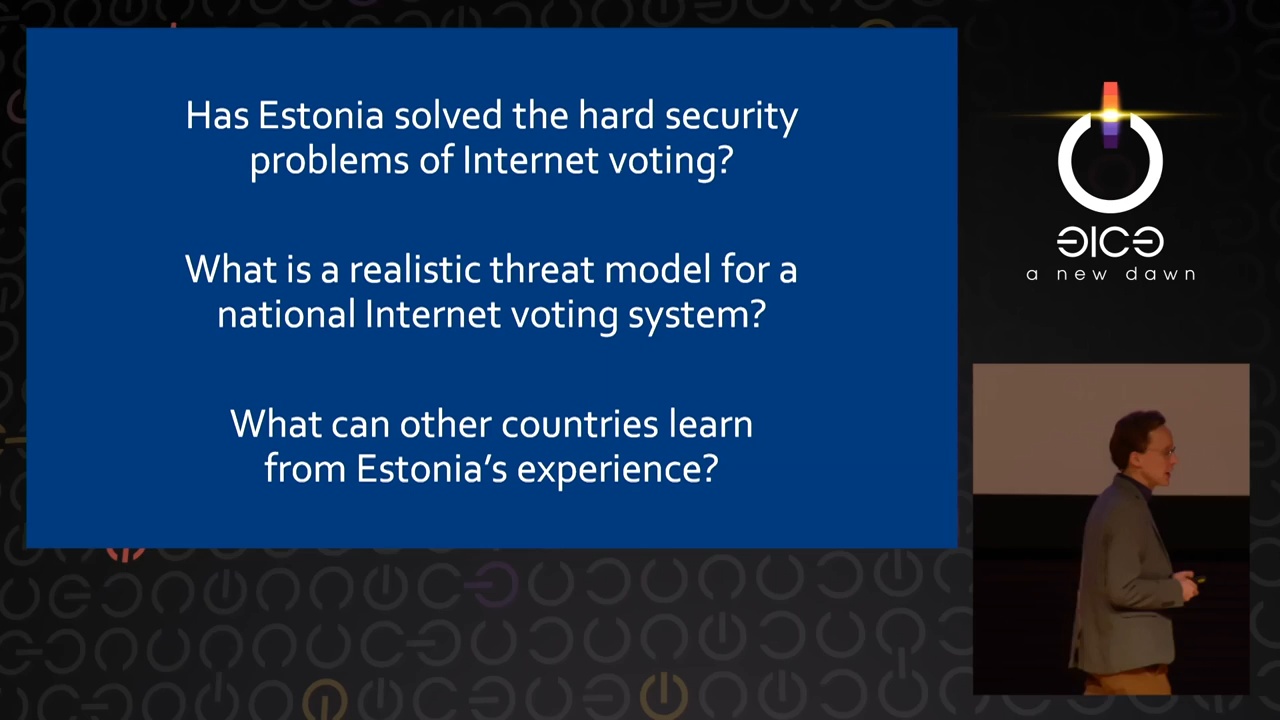 Has Estonia solved the hard security
problems of Internet voting?
What is a realistic threat model for a
national Internet voting system?
What can other countries learn
from Estonia’s experience?
a new dawn